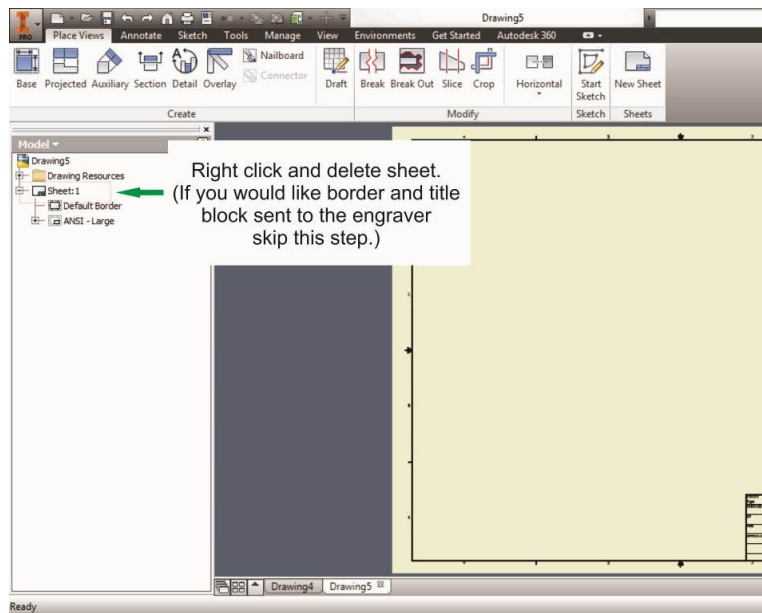 PRO
Drawing5
Place Views Annotate Sketch Tools Manage View Environments Get Started Autodesk 360
Base Projected Auxiliary Section Detail Overlay
Nailboard
Connector
Draft Break Break Out Slice Crop Horizontal Start Sketch New Sheet
Create Modify Sketch Sheets
Model
Drawing5
Drawing Resources
Sheet:1
Default Border
ANSI - Large
Right click and delete sheet.
(If you would like border and title
block sent to the engraver
skip this step.)
Drawing4 Drawing5
Ready